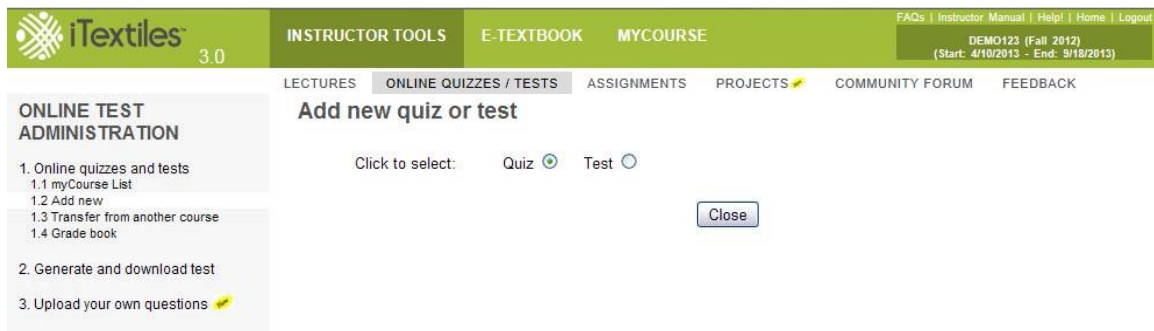 iTextiles 3.0
INSTRUCTOR TOOLS E-TEXTBOOK MYCOURSE
FAQs | Instructor Manual | Help! | Home | Logout
DEMO123 (Fall 2012)
(Start: 4/10/2013 - End: 9/18/2013)
LECTURES ONLINE QUIZZES / TESTS ASSIGNMENTS PROJECTS COMMUNITY FORUM FEEDBACK
ONLINE TEST
ADMINISTRATION
1. Online quizzes and tests
1.1 myCourse List
1.2 Add new
1.3 Transfer from another course
1.4 Grade book
2. Generate and download test
3. Upload your own questions
Add new quiz or test
Click to select: Quiz Test
Close